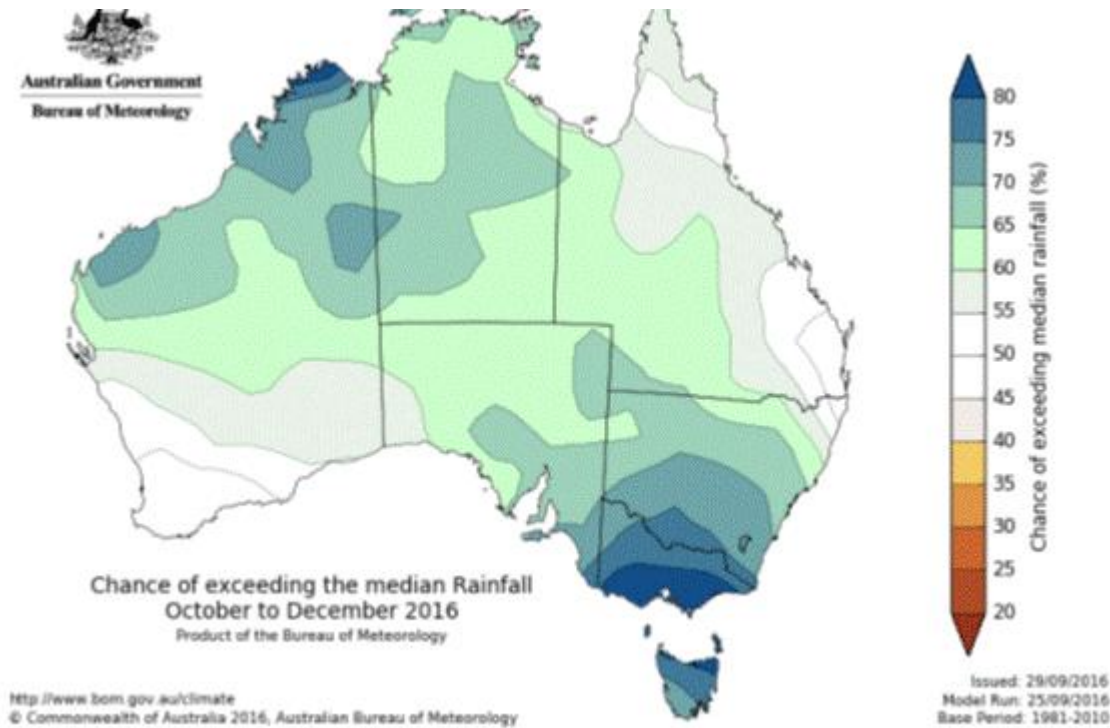 Australian Government
Bureau of Meteorology
80
75
70
65
60
55
50
45
40
35
30
25
20
Chance of exceeding median rainfall (%)
Chance of exceeding the median Rainfall
October to December 2016
Product of the Bureau of Meteorology
http://www.bom.gov.au/climate
© Commonwealth of Australia 2016, Australian Bureau of Meteorology
Issued: 29/09/2016
Model Run: 25/09/2016
Base Period: 1981-2010